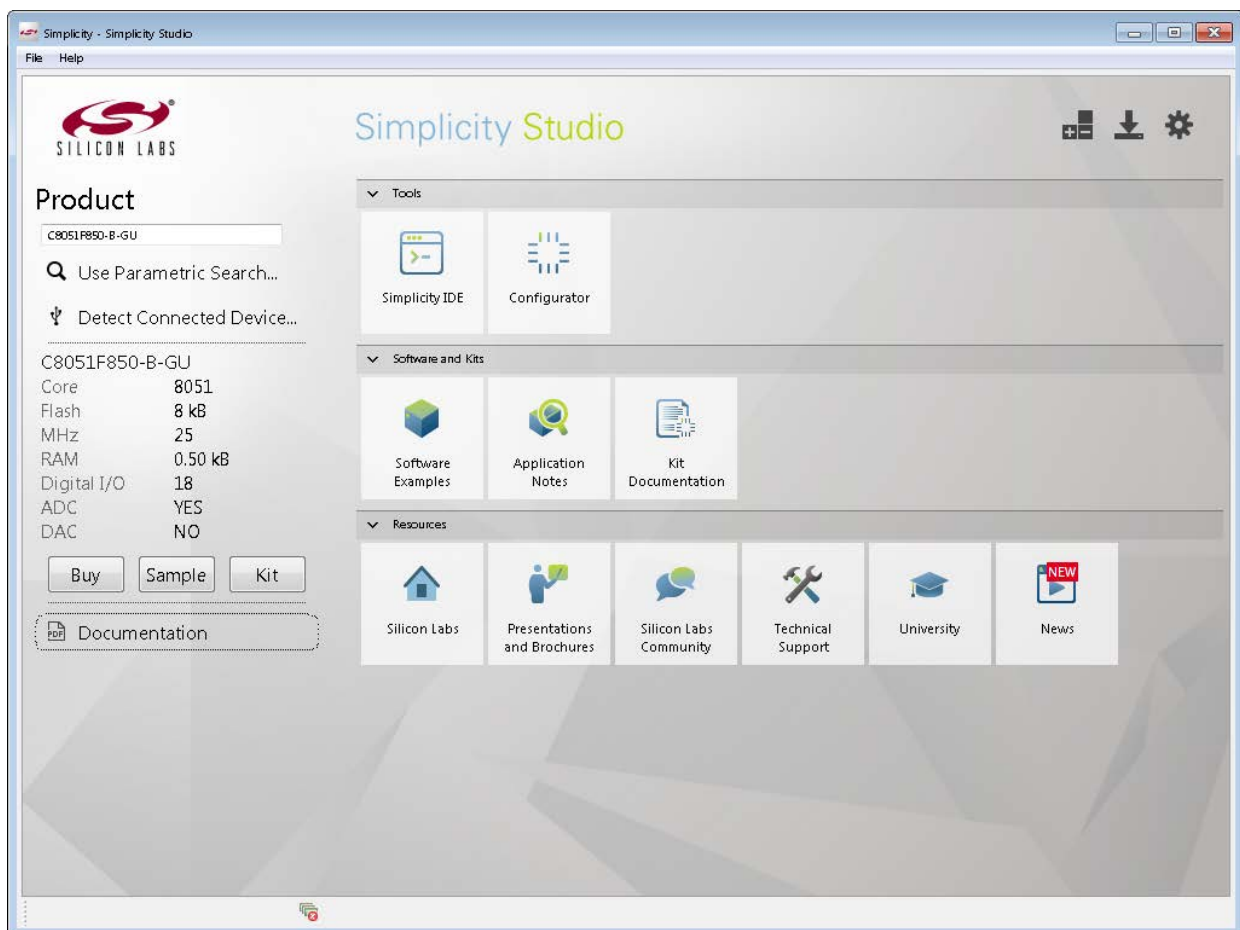 Simplicity - Simplicity Studio
File Help
SILICON LABS
Simplicity Studio
Product
C8051F850-B-GU
Use Parametric Search...
Detect Connected Device...
C8051F850-B-GU
Core 8051
Flash 8 kB
MHz 25
RAM 0.50 kB
Digital I/O 18
ADC YES
DAC NO
Buy Sample Kit
PDF Documentation
Tools
Simplicity IDE
Configurator
Software and Kits
Software
Examples
Application
Notes
Kit
Documentation
Resources
Silicon Labs
Presentations
and Brochures
Silicon Labs
Community
Technical
Support
University
NEW
News